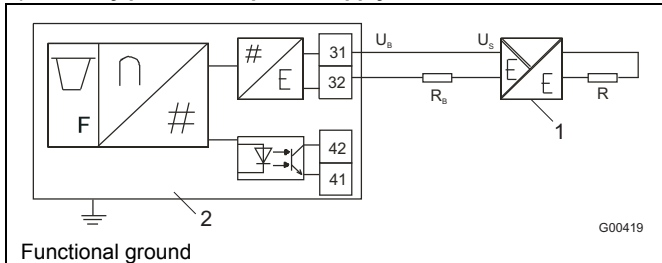 31 U_B U_S
# E 32
F ∩ # R_B E E R
1
42
41
2
G00419
Functional ground